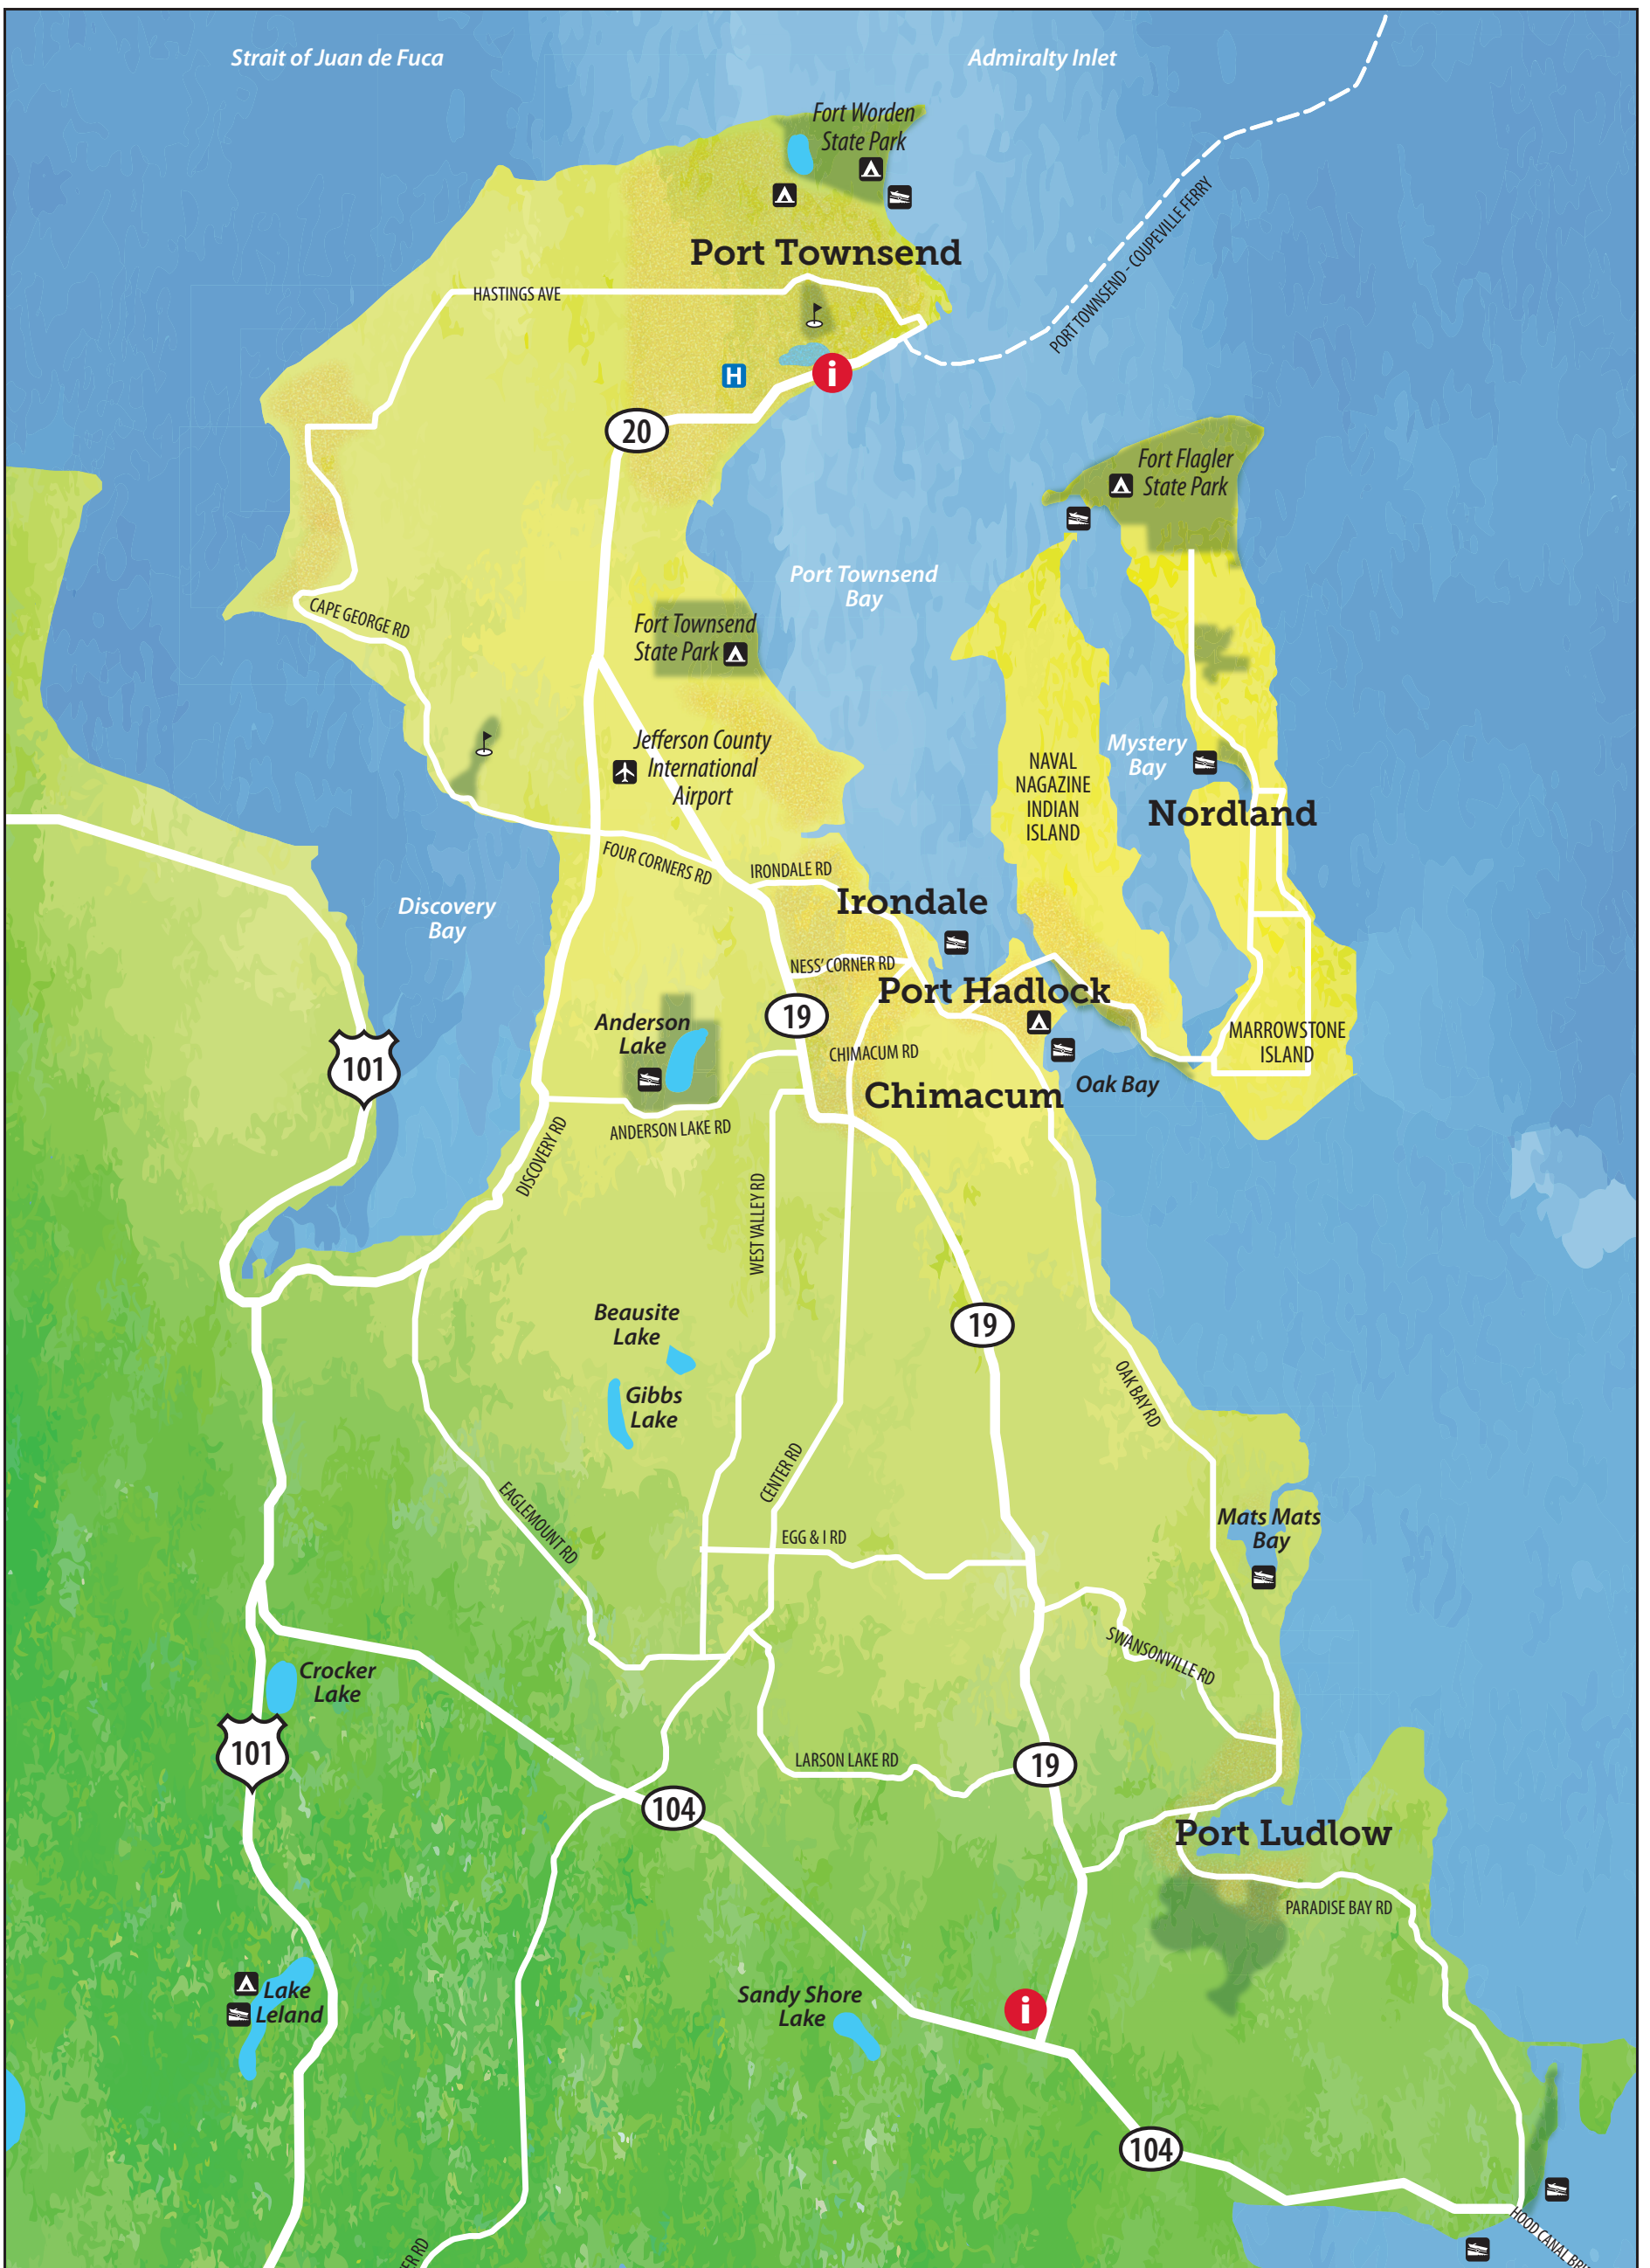 Strait of Juan de Fuca
Admiralty Inlet
Fort Worden
State Park
Port Townsend
HASTINGS AVE
PORT TOWNSEND - COUPEVILLE FERRY
i
H
20
Fort Flagler
State Park
Port Townsend
Bay
CAPE GEORGE RD
Fort Townsend
State Park
Jefferson County
International
Airport
Mystery
Bay
NAVAL
NAGAZINE
INDIAN
ISLAND
Nordland
FOUR CORNERS RD
IRONDALE RD
Irondale
Discovery
Bay
NESS' CORNER RD
Port Hadlock
19
Anderson
Lake
MARROWSTONE
ISLAND
101
CHIMACUM RD
Chimacum
Oak Bay
ANDERSON LAKE RD
DISCOVERY RD
WEST VALLEY RD
Beausite
Lake
19
Gibbs
Lake
OAK BAY RD
CENTER RD
EAGLEMOUNT RD
EGG & I RD
Mats Mats
Bay
SWANSONVILLE RD
Crocker
Lake
101
LARSON LAKE RD
19
104
Port Ludlow
PARADISE BAY RD
Lake
Leland
Sandy Shore
Lake
i
104
HOOD CANAL BRI
ER RD